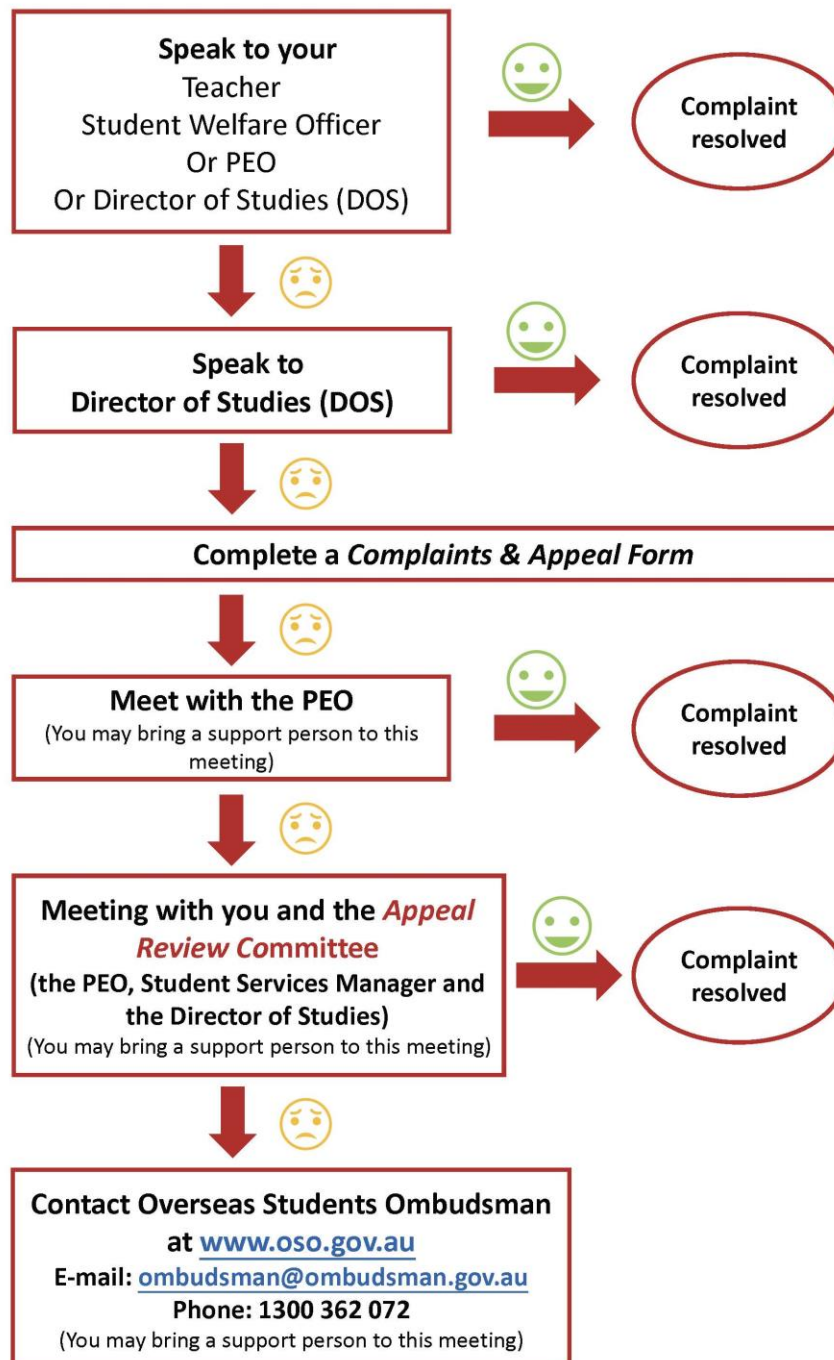 Speak to your
Teacher
Student Welfare Officer
Or PEO
Or Director of Studies (DOS)
Complaint
resolved
Speak to
Director of Studies (DOS)
Complaint
resolved
Complete a Complaints & Appeal Form
Meet with the PEO
(You may bring a support person to this
meeting)
Complaint
resolved
Meeting with you and the Appeal
Review Committee
(the PEO, Student Services Manager and
the Director of Studies)
(You may bring a support person to this meeting)
Complaint
resolved
Contact Overseas Students Ombudsman
at www.oso.gov.au
E-mail: ombudsman@ombudsman.gov.au
Phone: 1300 362 072
(You may bring a support person to this meeting)